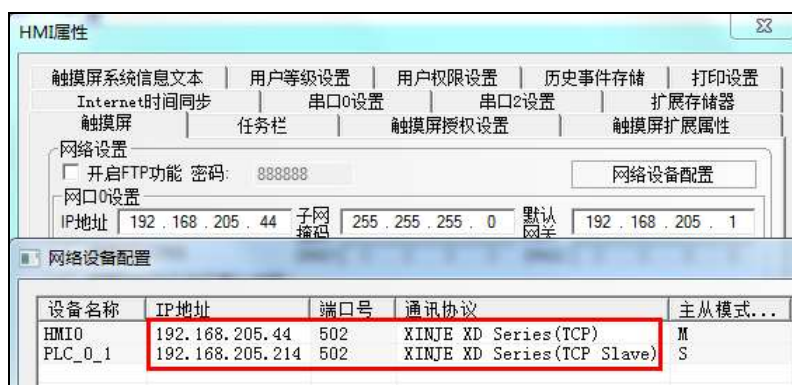 HMI属性
触摸屏系统信息文本 用户等级设置 用户权限设置 历史事件存储 打印设置
Internet时间同步 串口0设置 串口2设置 扩展存储器
触摸屏 任务栏 触摸屏授权设置 触摸屏扩展属性
网络设置
开启FTP功能 密码: 888888 网络设备配置
网口0设置
IP地址 192 . 168 . 205 . 44 子网掩码 255 . 255 . 255 . 0 默认网关 192 . 168 . 205 . 1
网络设备配置
设备名称 IP地址 端口号 通讯协议 主从模式...
HMI0 192.168.205.44 502 XINJE XD Series(TCP) M
PLC_0_1 192.168.205.214 502 XINJE XD Series(TCP Slave) S